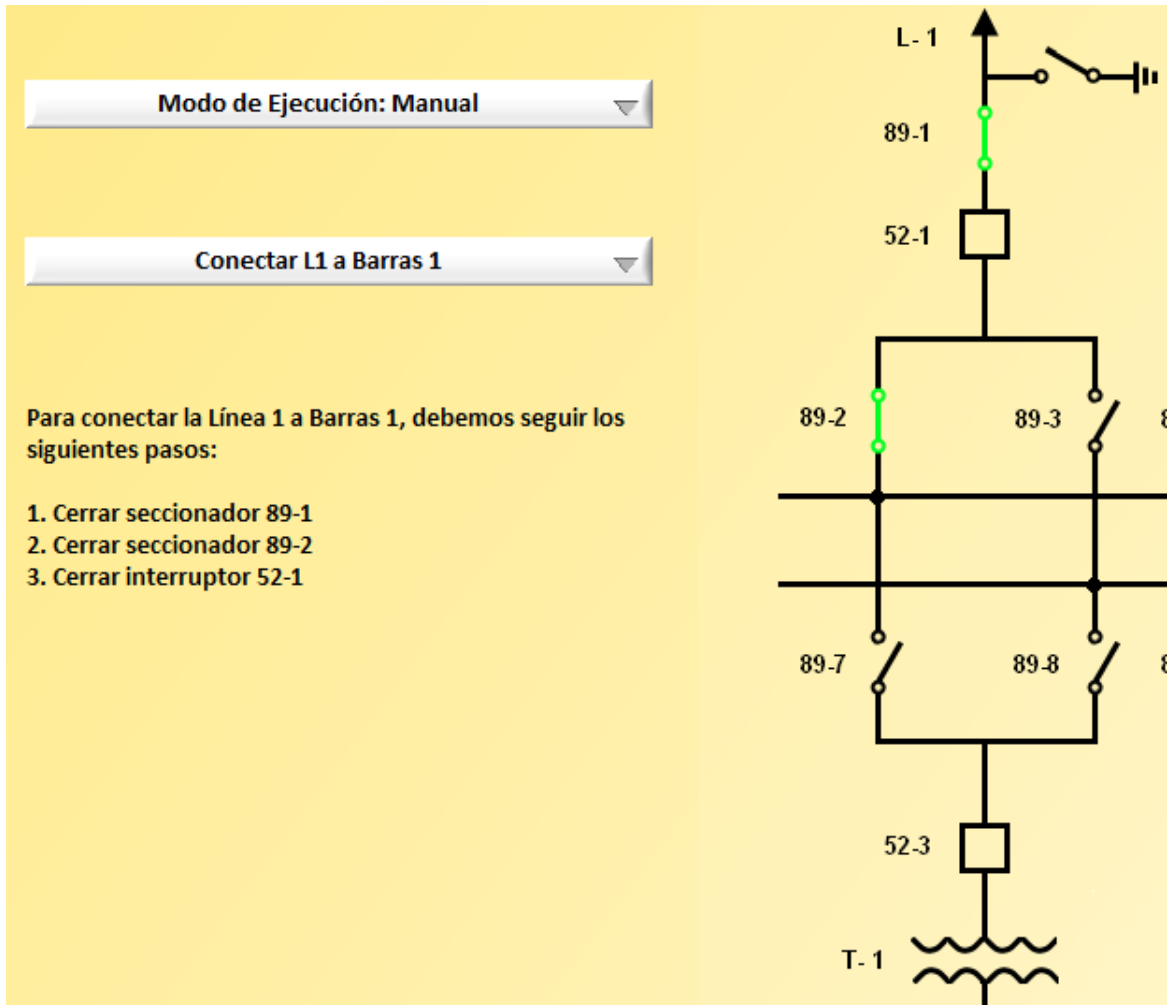 L- 1
Modo de Ejecución: Manual
89-1
52-1
Conectar L1 a Barras 1
Para conectar la Línea 1 a Barras 1, debemos seguir los
siguientes pasos:
89-2
89-3
8
1. Cerrar seccionador 89-1
2. Cerrar seccionador 89-2
3. Cerrar interruptor 52-1
89-7
89-8
8
52-3
T- 1